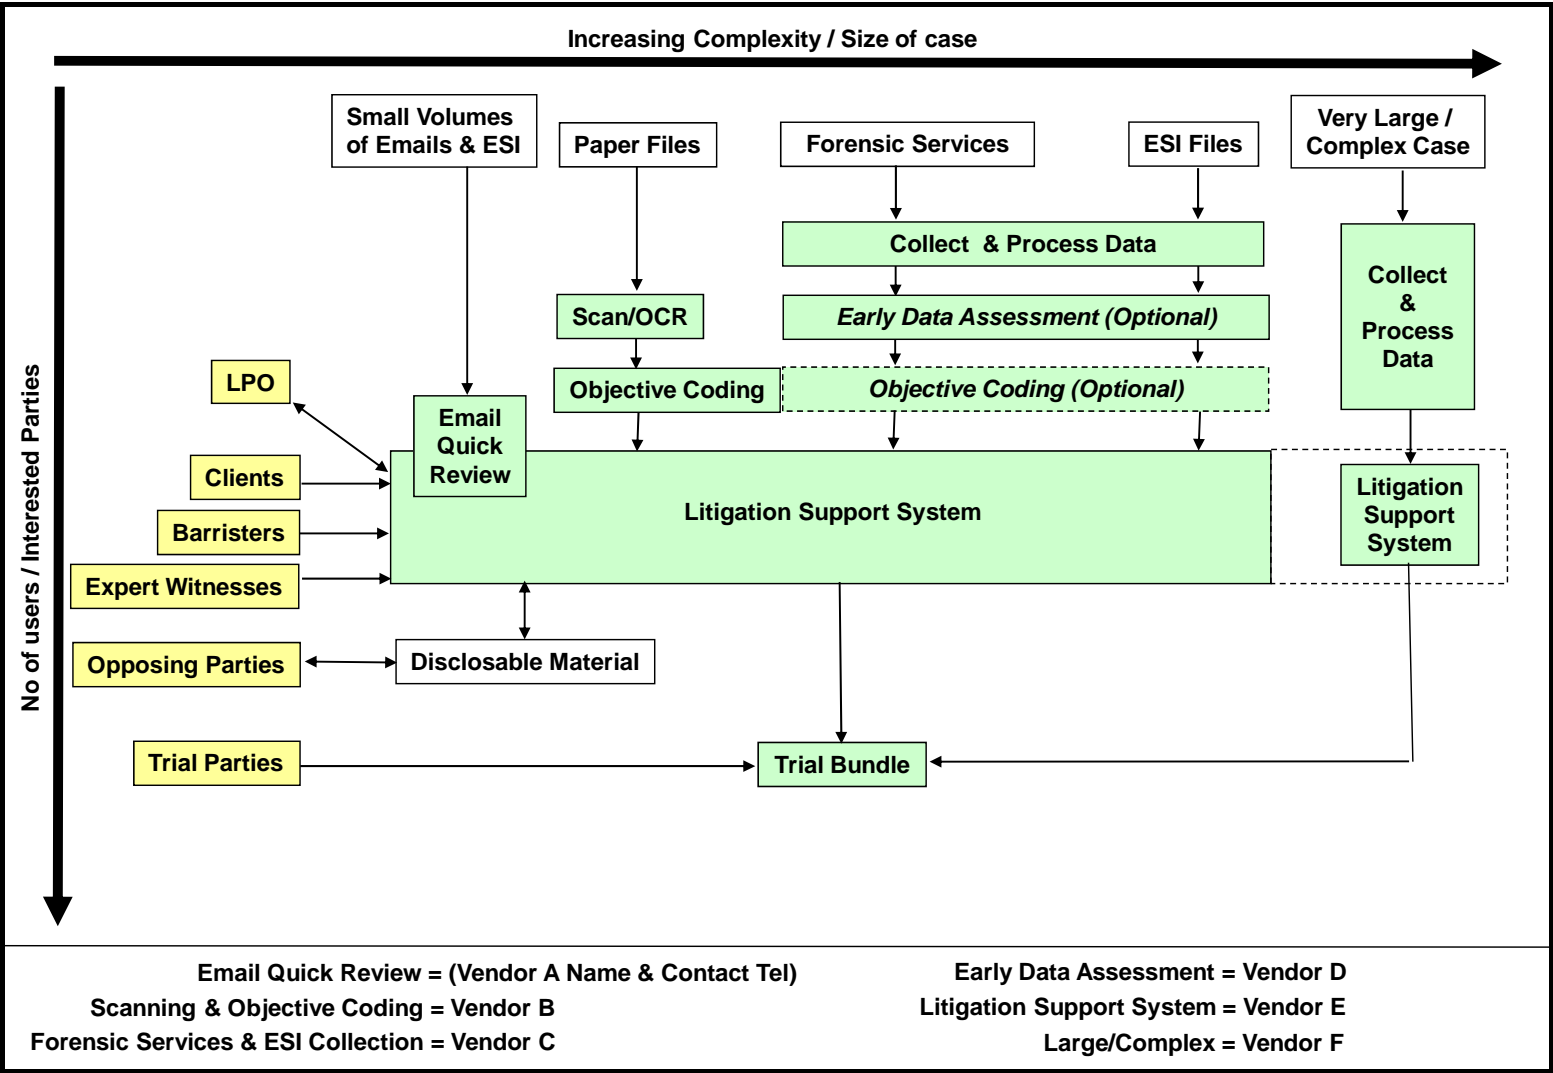 Increasing Complexity / Size of case
No of users / Interested Parties
Small Volumes
of Emails & ESI
Paper Files
Forensic Services
ESI Files
Very Large /
Complex Case
Collect & Process Data
Collect
&
Process
Data
Scan/OCR
Early Data Assessment (Optional)
Objective Coding
Objective Coding (Optional)
LPO
Email
Quick
Review
Clients
Barristers
Expert Witnesses
Litigation Support System
Litigation
Support
System
Opposing Parties
Disclosable Material
Trial Parties
Trial Bundle
Email Quick Review = (Vendor A Name & Contact Tel)
Scanning & Objective Coding = Vendor B
Forensic Services & ESI Collection = Vendor C
Early Data Assessment = Vendor D
Litigation Support System = Vendor E
Large/Complex = Vendor F